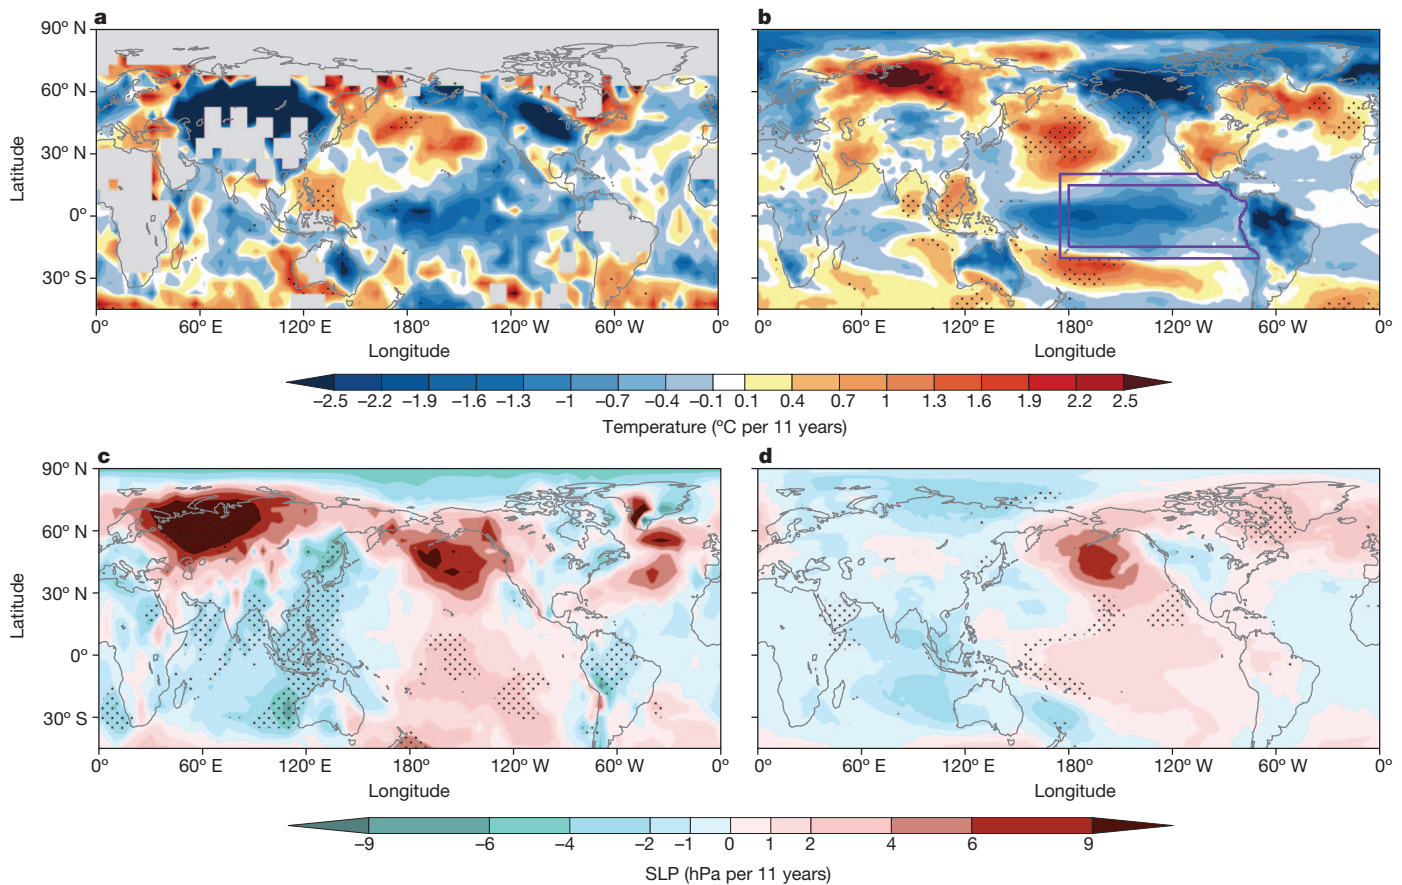 a
b
90° N
60° N
30° N
0°
30° S
Latitude
0°
60° E
120° E
180°
120° W
60° W
0°
Longitude
0°
60° E
120° E
180°
120° W
60° W
0°
Longitude
−2.5 −2.2 −1.9 −1.6 −1.3 −1 −0.7 −0.4 −0.1 0.1 0.4 0.7 1 1.3 1.6 1.9 2.2 2.5
Temperature (°C per 11 years)
c
d
90° N
60° N
30° N
0°
30° S
Latitude
0°
60° E
120° E
180°
120° W
60° W
0°
Longitude
0°
60° E
120° E
180°
120° W
60° W
0°
Longitude
−9 −6 −4 −2 −1 0 1 2 4 6 9
SLP (hPa per 11 years)